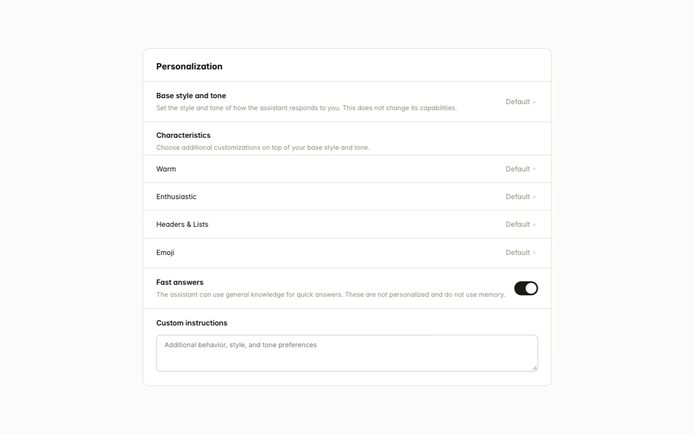 Personalization
Base style and tone
Set the style and tone of how the assistant responds to you. This does not change its capabilities.
Default
Characteristics
Choose additional customizations on top of your base style and tone.
Warm
Default
Enthusiastic
Default
Headers & Lists
Default
Emoji
Default
Fast answers
The assistant can use general knowledge for quick answers. These are not personalized and do not use memory.
Custom instructions
Additional behavior, style, and tone preferences